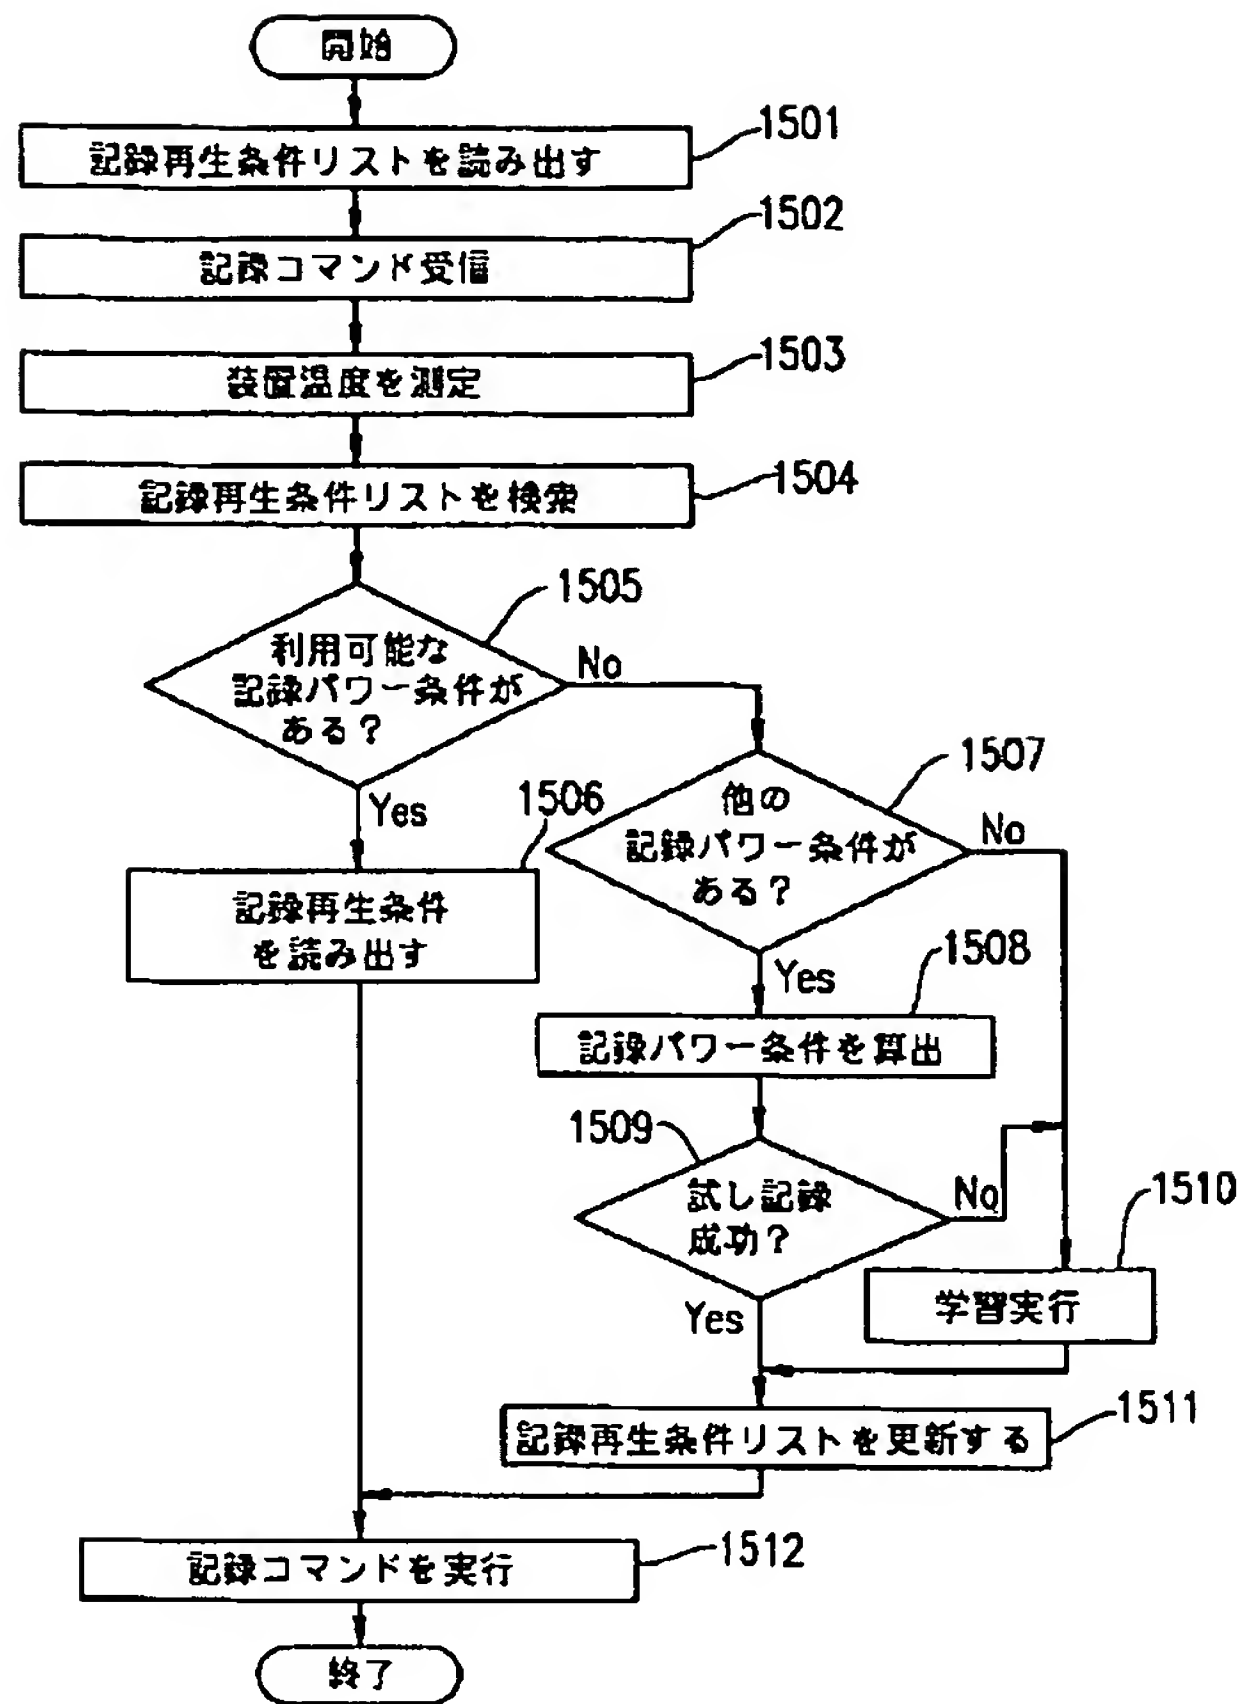 開始
1501
記録再生条件リストを読み出す
1502
記録コマンド受信
1503
装置温度を測定
1504
記録再生条件リストを検索
1505
利用可能な
記録パワー条件が
ある?
No
Yes
1506
記録再生条件
を読み出す
1507
他の
記録パワー条件が
ある?
No
Yes
1508
記録パワー条件を算出
1509
試し記録
成功?
No
Yes
1510
学習実行
1511
記録再生条件リストを更新する
1512
記録コマンドを実行
終了